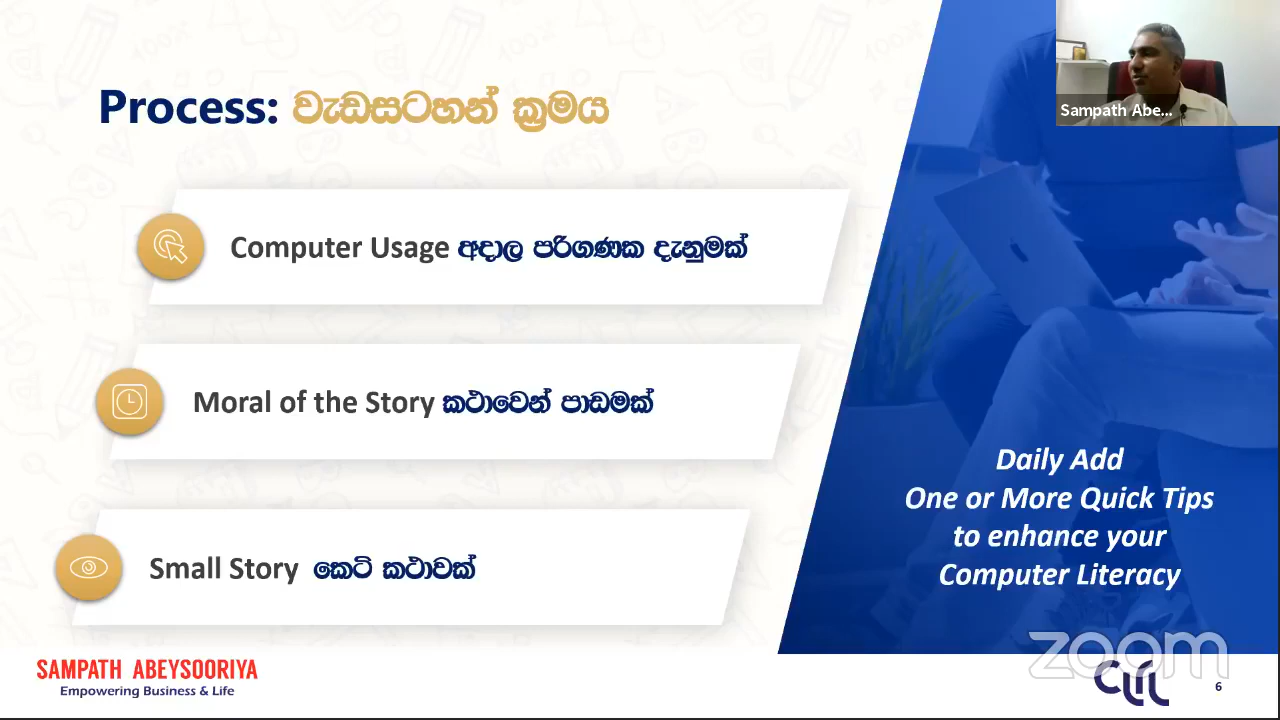 Process: වැඩසටහන් ක්‍රමය
Sampath Abe...
Computer Usage අදාල පරිගණක දැනුමක්
Moral of the Story කථාවෙන් පාඩමක්
Small Story කෙටි කථාවක්
Daily Add
One or More Quick Tips
to enhance your
Computer Literacy
SAMPATH ABEYSOORIYA
Empowering Business & Life
zoom
6